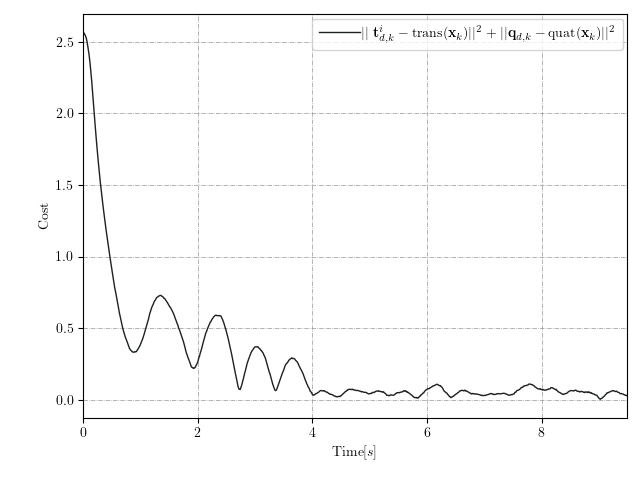 || t^i_{d,k} − trans(x_k)||² + ||q_{d,k} − quat(x_k)||²
2.5
2.0
1.5
1.0
0.5
0.0
Cost
0 2 4 6 8
Time[s]